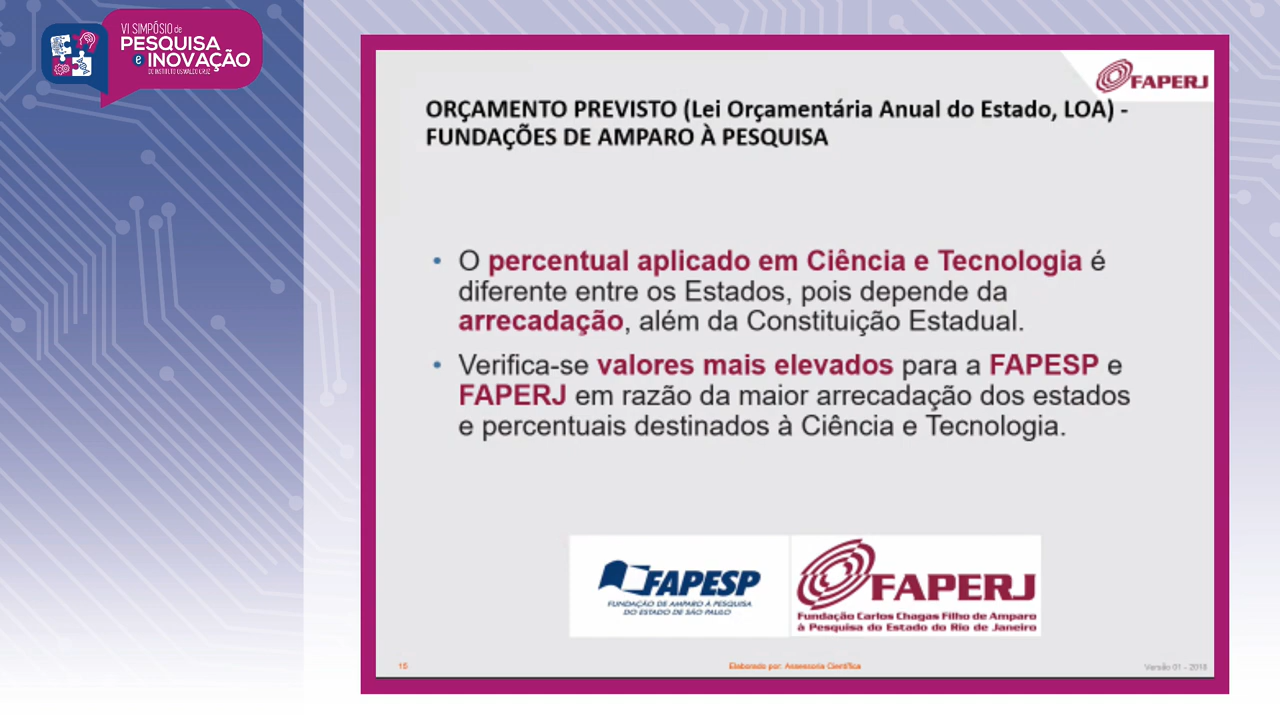 VI SIMPÓSIO de
PESQUISA
e INOVAÇÃO
DO INSTITUTO OSWALDO CRUZ
FAPERJ
ORÇAMENTO PREVISTO (Lei Orçamentária Anual do Estado, LOA) -
FUNDAÇÕES DE AMPARO À PESQUISA
• O percentual aplicado em Ciência e Tecnologia é
diferente entre os Estados, pois depende da
arrecadação, além da Constituição Estadual.
• Verifica-se valores mais elevados para a FAPESP e
FAPERJ em razão da maior arrecadação dos estados
e percentuais destinados à Ciência e Tecnologia.
FAPESP
FUNDAÇÃO DE AMPARO À PESQUISA
DO ESTADO DE SÃO PAULO
FAPERJ
Fundação Carlos Chagas Filho de Amparo
à Pesquisa do Estado do Rio de Janeiro
15
Elaborado por: Assessoria Científica
Versão 01 - 2018